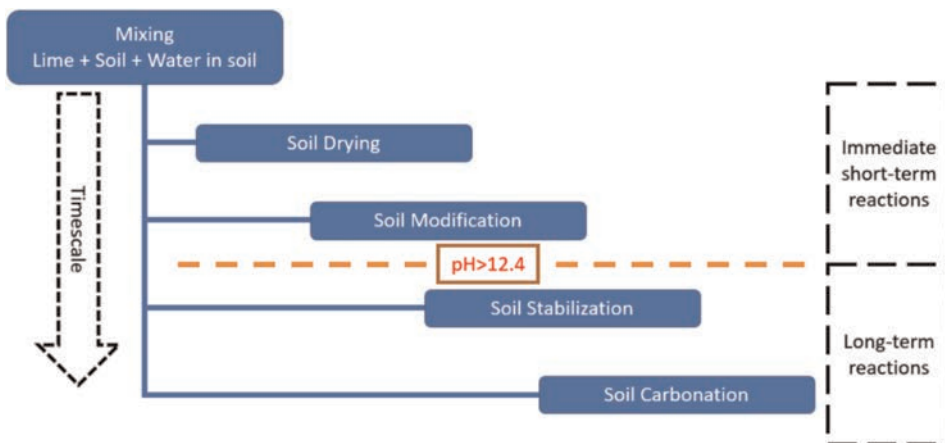 Mixing
Lime + Soil + Water in soil
Timescale
Soil Drying
Soil Modification
pH>12.4
Soil Stabilization
Soil Carbonation
Immediate
short-term
reactions
Long-term
reactions